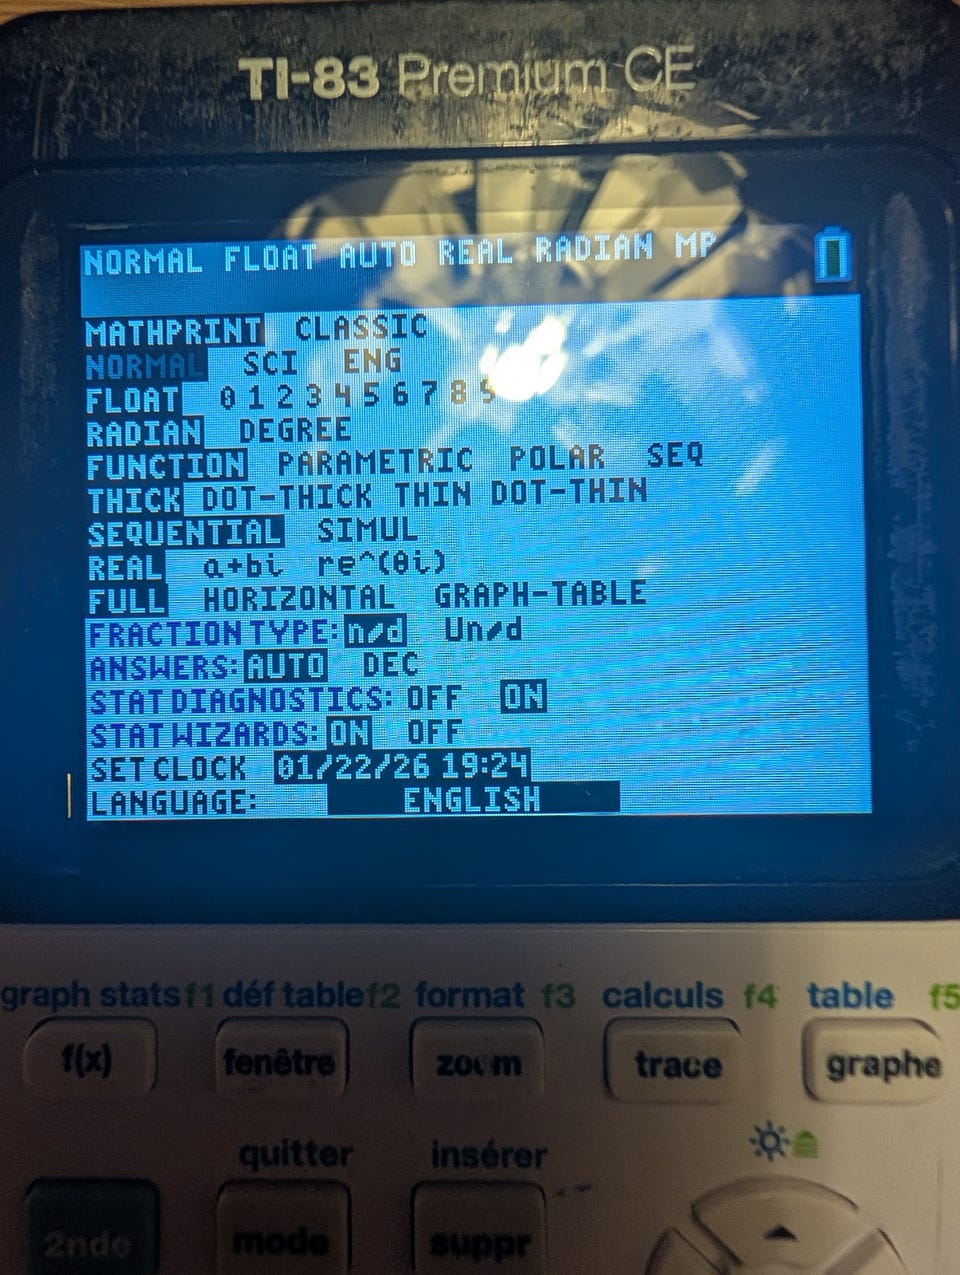 TI-83 Premium CE
NORMAL FLOAT AUTO REAL RADIAN MP
MATHPRINT CLASSIC
NORMAL SCI ENG
FLOAT 0 1 2 3 4 5 6 7 8 9
RADIAN DEGREE
FUNCTION PARAMETRIC POLAR SEQ
THICK DOT-THICK THIN DOT-THIN
SEQUENTIAL SIMUL
REAL a+bi re^(θi)
FULL HORIZONTAL GRAPH-TABLE
FRACTION TYPE: n/d Un/d
ANSWERS: AUTO DEC
STAT DIAGNOSTICS: OFF ON
STAT WIZARDS: ON OFF
SET CLOCK 01/22/26 19:24
LANGUAGE: ENGLISH
graph stats f1 déf table f2 format f3 calculs f4 table f5
f(x) fenêtre zoom trace graphe
quitter insérer
2nde mode suppr